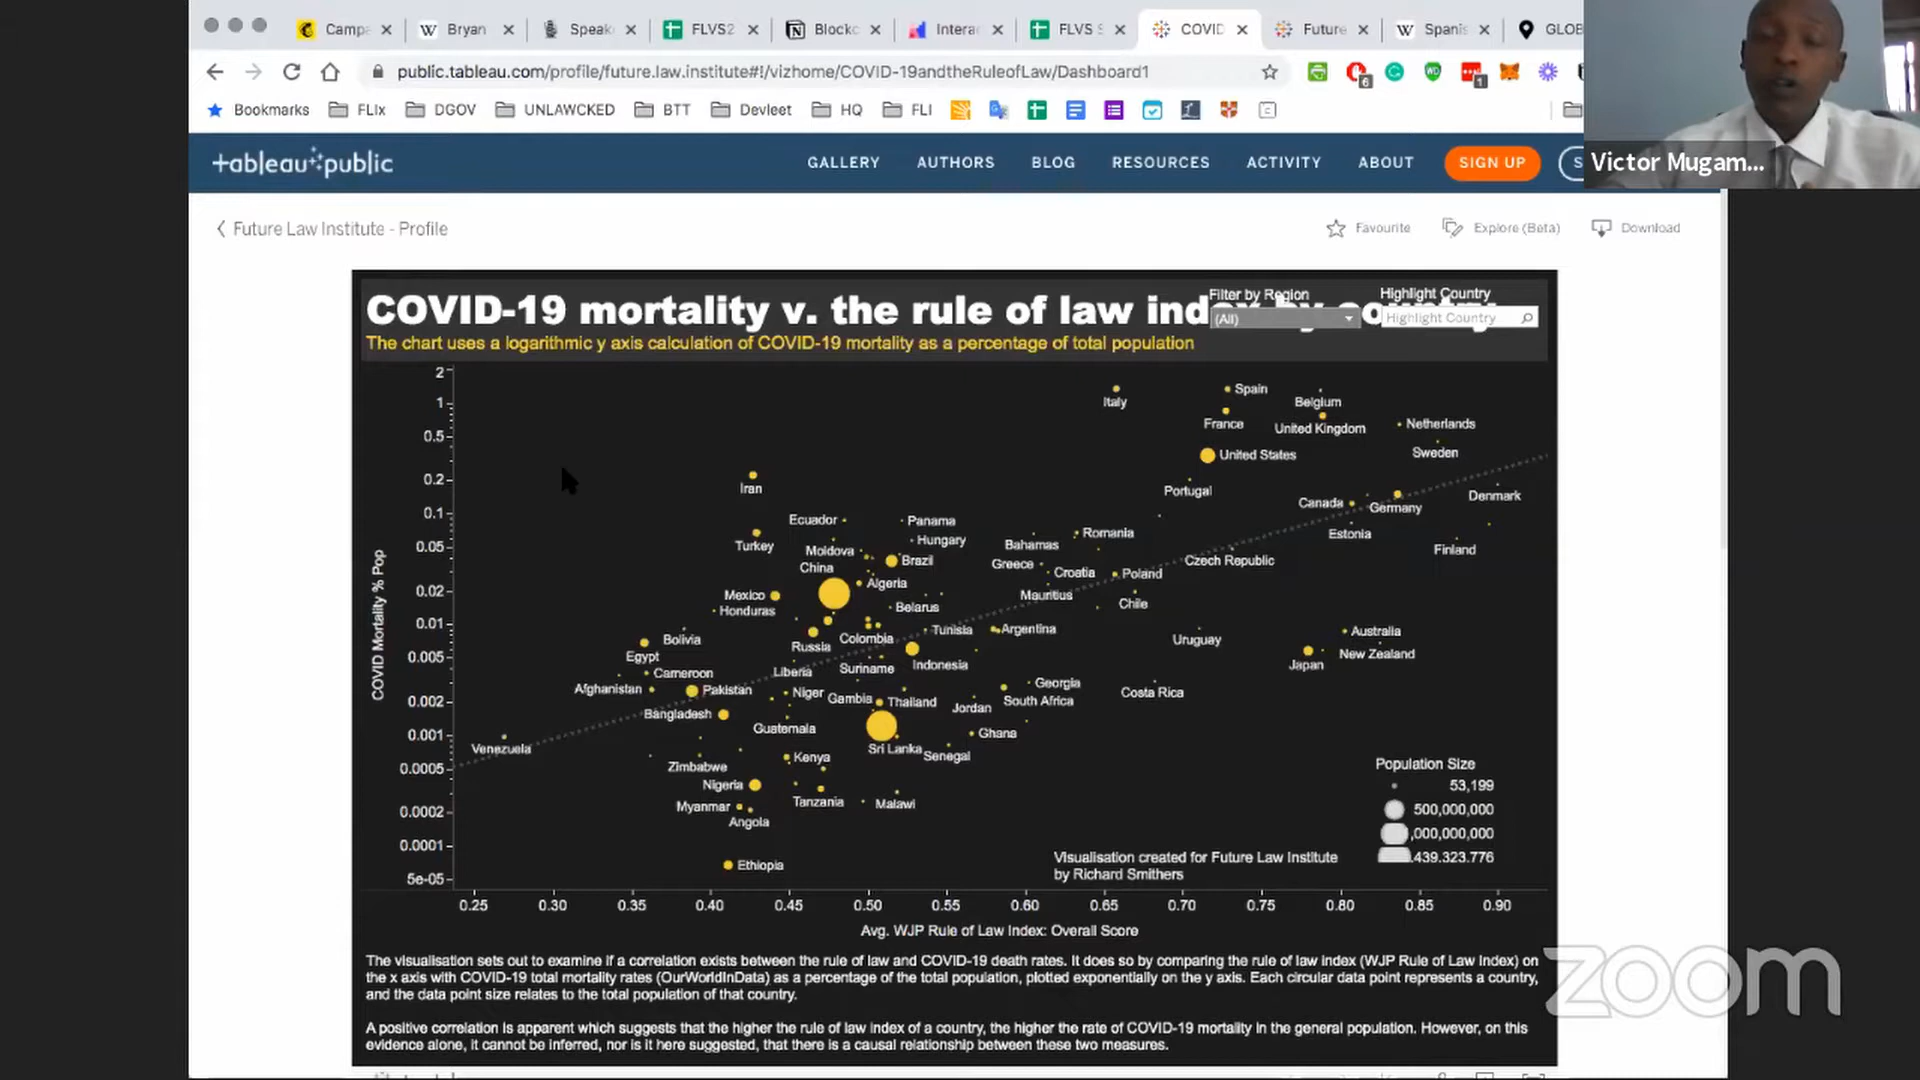 Campa
Bryan
Speak
FLVS2
Blockc
Interac
FLVS S
COVID
Future
Spanis
GLOB
public.tableau.com/profile/future.law.institute#!/vizhome/COVID-19andtheRuleofLaw/Dashboard1
6
1
Bookmarks FLIx DGOV UNLAWCKED BTT Devleet HQ FLI
+ableau public
GALLERY AUTHORS BLOG RESOURCES ACTIVITY ABOUT SIGN UP
Victor Mugam...
Future Law Institute - Profile
Favourite Explore (Beta) Download
COVID-19 mortality v. the rule of law index by country
Filter by Region
(All)
Highlight Country
Highlight Country
The chart uses a logarithmic y axis calculation of COVID-19 mortality as a percentage of total population
2
1
0.5
0.2
0.1
0.05
0.02
0.01
0.005
0.002
0.001
0.0005
0.0002
0.0001
5e-05
COVID Mortality % Pop
Italy
Spain
Belgium
France
United Kingdom
Netherlands
Sweden
United States
Iran
Portugal
Canada
Germany
Denmark
Ecuador
Panama
Turkey
Moldova
Hungary
Bahamas
Romania
Estonia
Finland
China
Brazil
Greece
Croatia
Poland
Czech Republic
Algeria
Mexico
Honduras
Belarus
Mauritius
Chile
Bolivia
Russia
Colombia
Tunisia
Argentina
Uruguay
Australia
Egypt
Cameroon
Liberia
Suriname
Indonesia
Japan
New Zealand
Afghanistan
Pakistan
Niger
Gambia
Thailand
Jordan
Georgia
South Africa
Costa Rica
Bangladesh
Guatemala
Ghana
Venezuela
Sri Lanka
Senegal
Zimbabwe
Kenya
Nigeria
Myanmar
Tanzania
Malawi
Angola
Ethiopia
Population Size
53,199
500,000,000
,000,000,000
.439.323.776
Visualisation created for Future Law Institute
by Richard Smithers
0.25 0.30 0.35 0.40 0.45 0.50 0.55 0.60 0.65 0.70 0.75 0.80 0.85 0.90
Avg. WJP Rule of Law Index: Overall Score
The visualisation sets out to examine if a correlation exists between the rule of law and COVID-19 death rates. It does so by comparing the rule of law index (WJP Rule of Law Index) on
the x axis with COVID-19 total mortality rates (OurWorldInData) as a percentage of the total population, plotted exponentially on the y axis. Each circular data point represents a country,
and the data point size relates to the total population of that country.
A positive correlation is apparent which suggests that the higher the rule of law index of a country, the higher the rate of COVID-19 mortality in the general population. However, on this
evidence alone, it cannot be inferred, nor is it here suggested, that there is a causal relationship between these two measures.
zoom